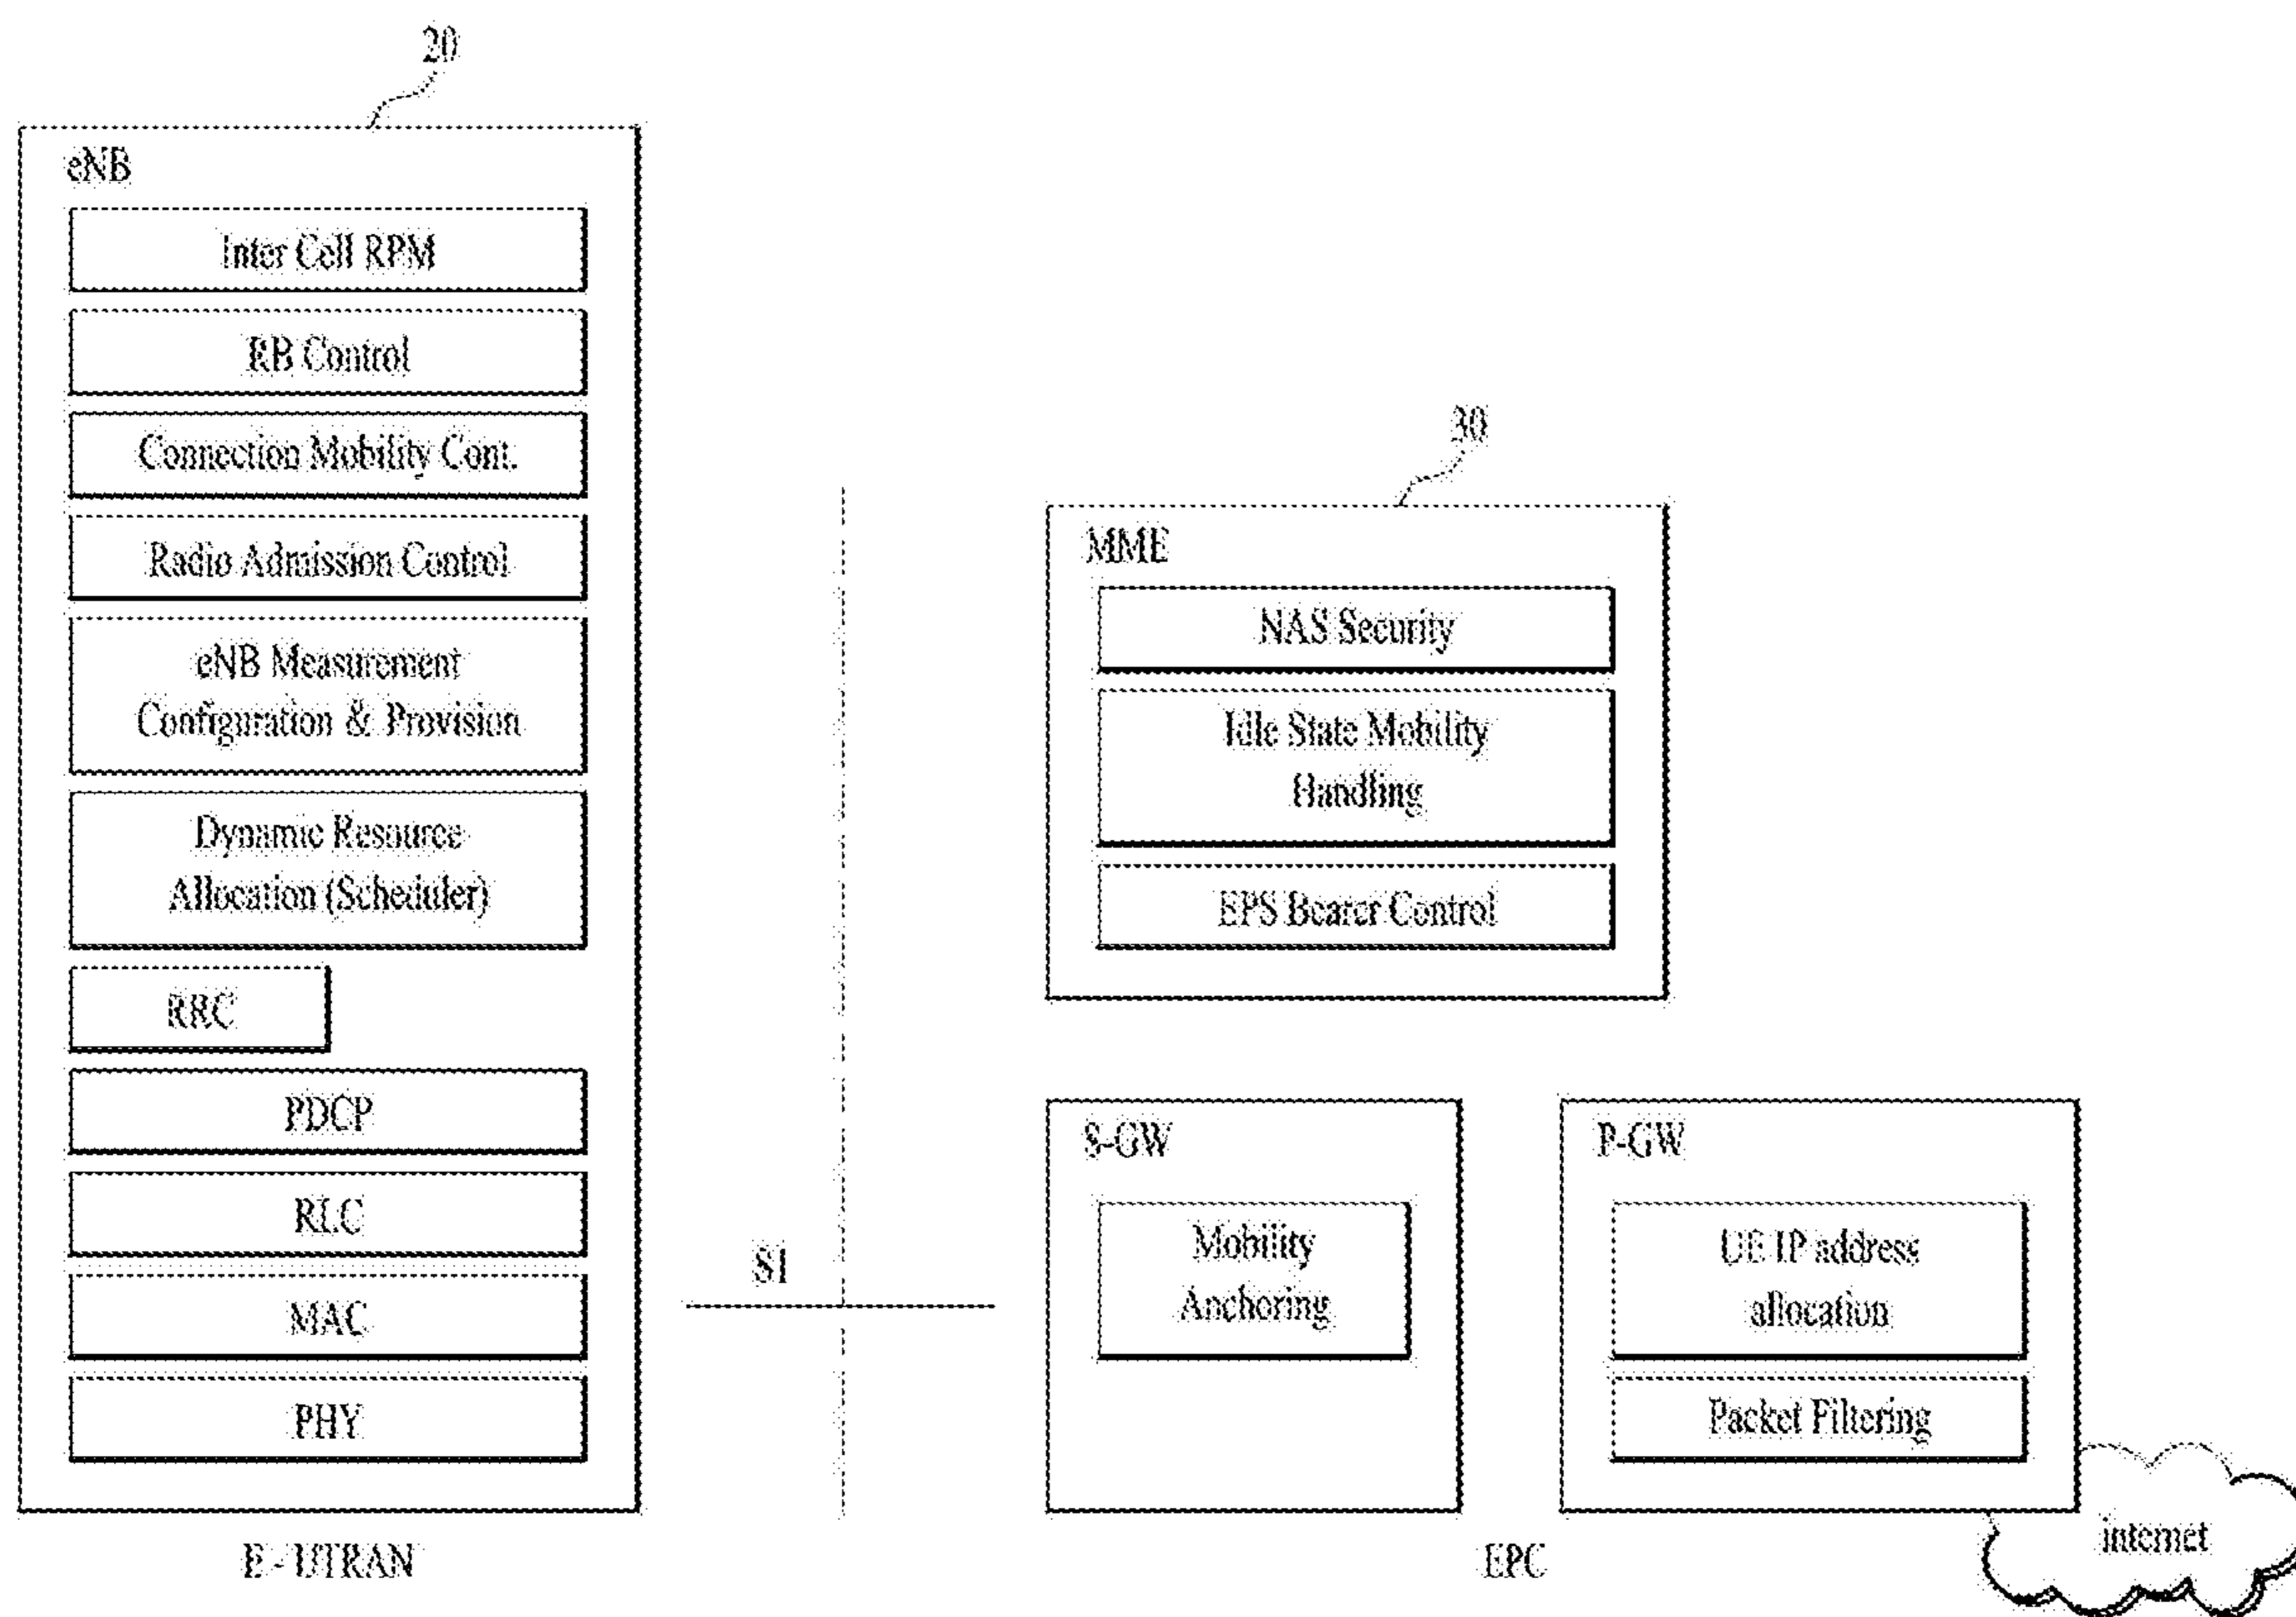 20
eNB
Inter Cell RPM
RB Control
Connection Mobility Cont.
Radio Admission Control
eNB Measurement
Configuration & Provision
Dynamic Resource
Allocation (Scheduler)
RRC
PDCP
RLC
MAC
PHY
E - UTRAN
S1
30
MME
NAS Security
Idle State Mobility
Handling
EPS Bearer Control
S-GW
Mobility
Anchoring
P-GW
UE IP address
allocation
Packet Filtering
EPC
internet